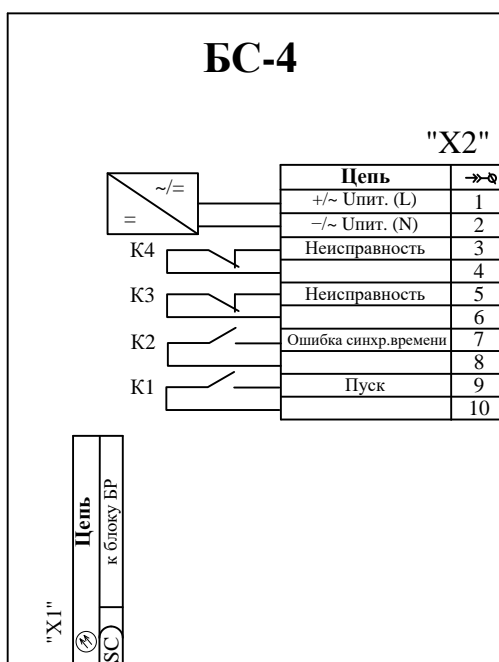 БС-4
"X2"
Цепь
~/=
=
+/~ Uпит. (L) 1
−/~ Uпит. (N) 2
K4 Неисправность 3
4
K3 Неисправность 5
6
K2 Ошибка синхр.времени 7
8
K1 Пуск 9
10
"X1"
Цепь
к блоку БР
SC